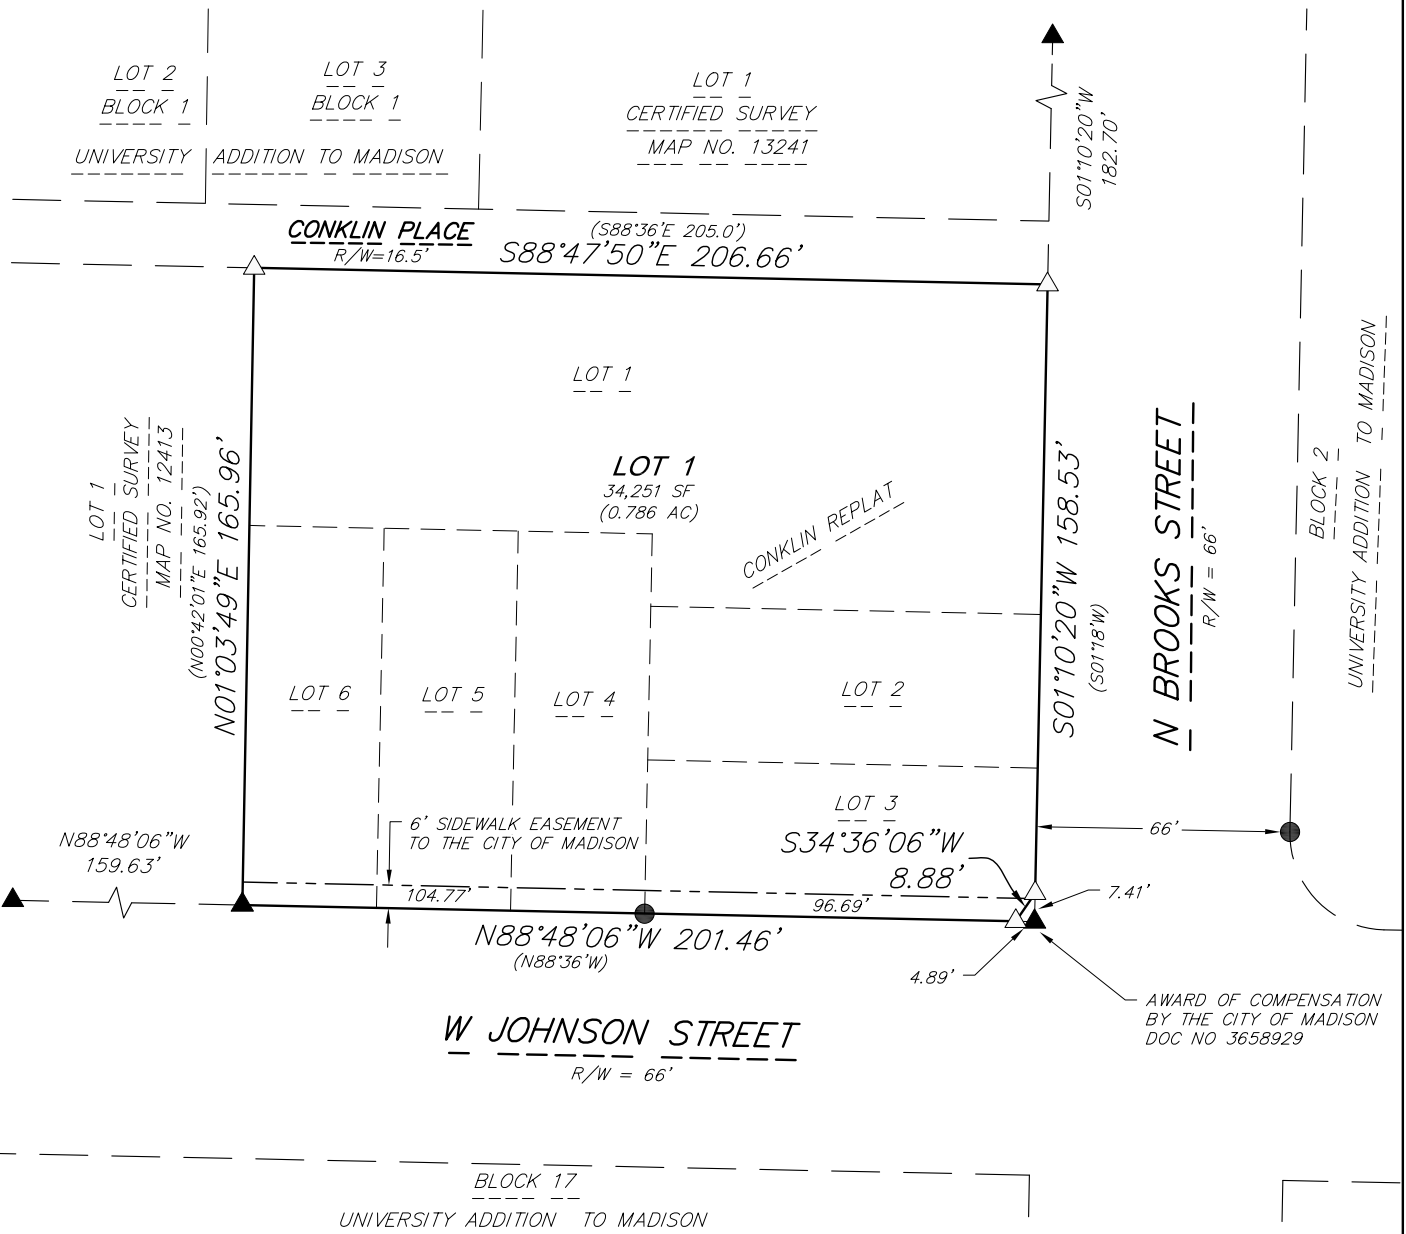 LOT 2
BLOCK 1
LOT 3
BLOCK 1
UNIVERSITY ADDITION TO MADISON
LOT 1
CERTIFIED SURVEY
MAP NO. 13241
S01°10'20"W
182.70'
CONKLIN PLACE
R/W=16.5'
(S88°36'E 205.0')
S88°47'50"E 206.66'
LOT 1
LOT 1
34,251 SF
(0.786 AC)
CONKLIN REPLAT
LOT 1
CERTIFIED SURVEY
MAP NO. 12413
(N00°42'01"E 165.92')
N01°03'49"E 165.96'
S01°10'20"W 158.53'
(S01°18'W)
N BROOKS STREET
R/W = 66'
BLOCK 2
UNIVERSITY ADDITION TO MADISON
LOT 6
LOT 5
LOT 4
LOT 2
LOT 3
6' SIDEWALK EASEMENT
TO THE CITY OF MADISON
S34°36'06"W
8.88'
66'
7.41'
N88°48'06"W
159.63'
104.77'
96.69'
N88°48'06"W 201.46'
(N88°36'W)
4.89'
AWARD OF COMPENSATION
BY THE CITY OF MADISON
DOC NO 3658929
W JOHNSON STREET
R/W = 66'
BLOCK 17
UNIVERSITY ADDITION TO MADISON